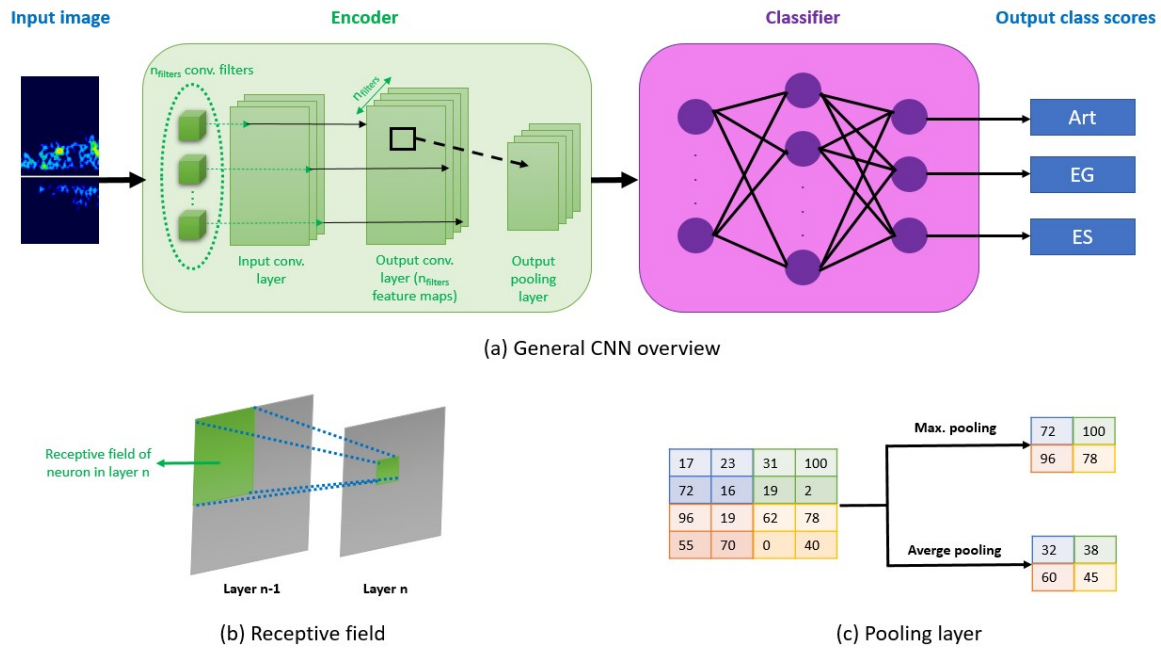 Input image
Encoder
Classifier
Output class scores
nfilters conv. filters
nfilters
Input conv.
layer
Output conv.
layer (nfilters
feature maps)
Output
pooling
layer
Art
EG
ES
(a) General CNN overview
Receptive field of
neuron in layer n
Layer n-1
Layer n
(b) Receptive field
17 23 31 100
72 16 19 2
96 19 62 78
55 70 0 40
Max. pooling
72 100
96 78
Averge pooling
32 38
60 45
(c) Pooling layer